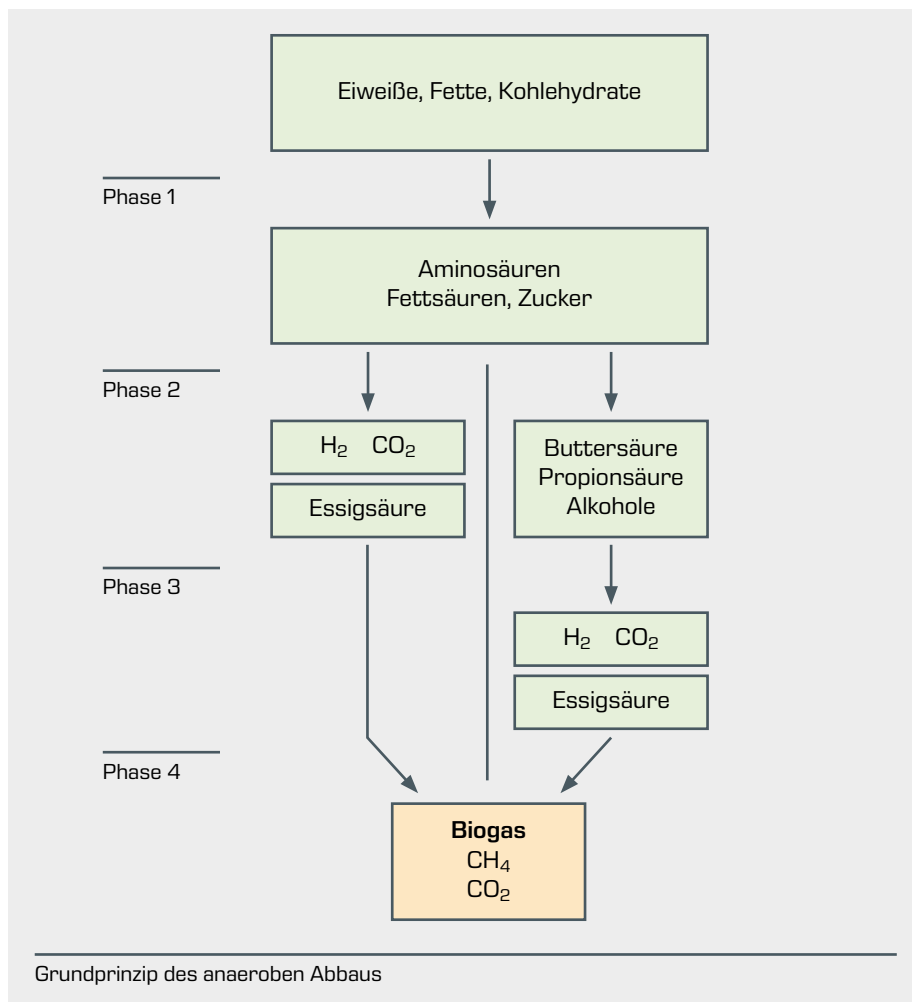 Eiweiße, Fette, Kohlehydrate
Phase 1
Aminosäuren
Fettsäuren, Zucker
Phase 2
H₂ CO₂
Essigsäure
Buttersäure
Propionsäure
Alkohole
Phase 3
H₂ CO₂
Essigsäure
Phase 4
Biogas
CH₄
CO₂
Grundprinzip des anaeroben Abbaus